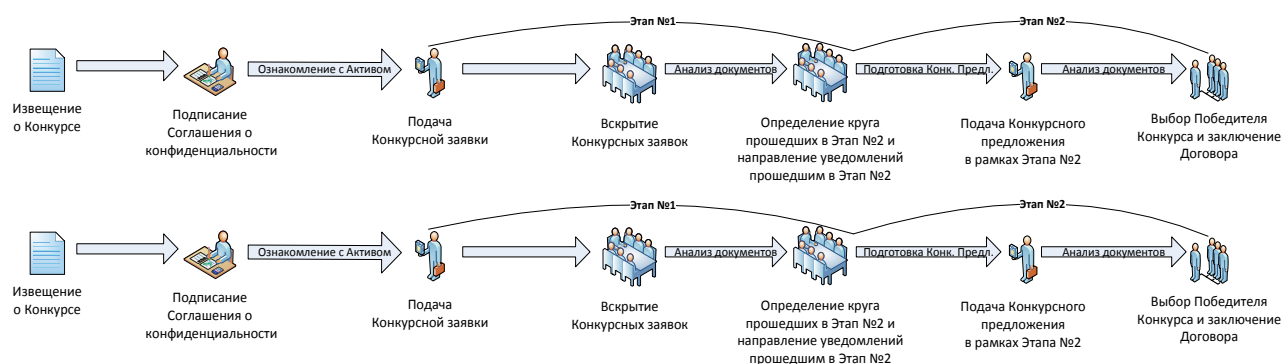 Этап №1
Этап №2
Ознакомление с Активом
Анализ документов
Подготовка Конк. Предл.
Анализ документов
Извещение
о Конкурсе
Подписание
Соглашения о
конфиденциальности
Подача
Конкурсной заявки
Вскрытие
Конкурсных заявок
Определение круга
прошедших в Этап №2 и
направление уведомлений
прошедшим в Этап №2
Подача Конкурсного
предложения
в рамках Этапа №2
Выбор Победителя
Конкурса и заключение
Договора
Этап №1
Этап №2
Ознакомление с Активом
Анализ документов
Подготовка Конк. Предл.
Анализ документов
Извещение
о Конкурсе
Подписание
Соглашения о
конфиденциальности
Подача
Конкурсной заявки
Вскрытие
Конкурсных заявок
Определение круга
прошедших в Этап №2 и
направление уведомлений
прошедшим в Этап №2
Подача Конкурсного
предложения
в рамках Этапа №2
Выбор Победителя
Конкурса и заключение
Договора